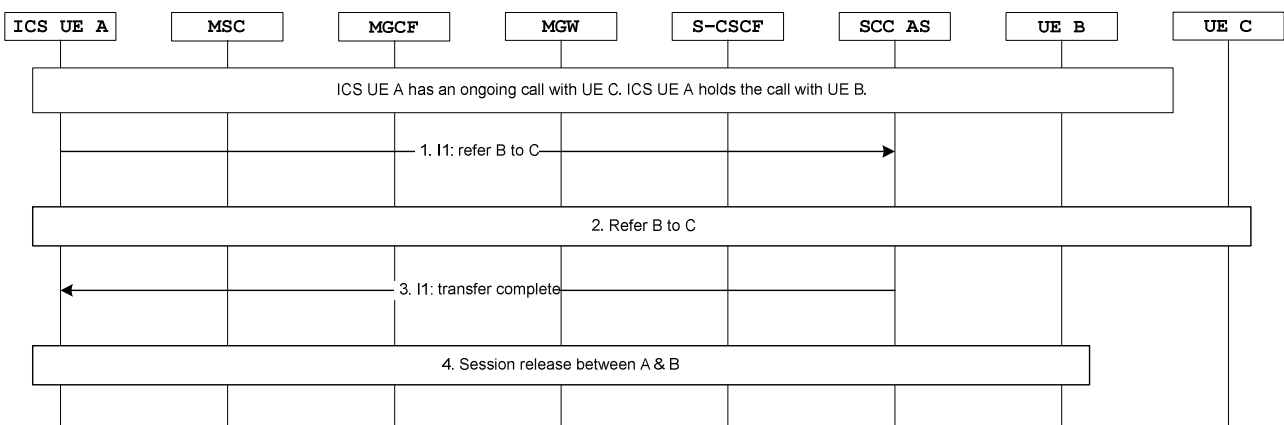 ICS UE A
MSC
MGCF
MGW
S-CSCF
SCC AS
UE B
UE C
ICS UE A has an ongoing call with UE C. ICS UE A holds the call with UE B.
1. I1: refer B to C
2. Refer B to C
3. I1: transfer complete
4. Session release between A & B